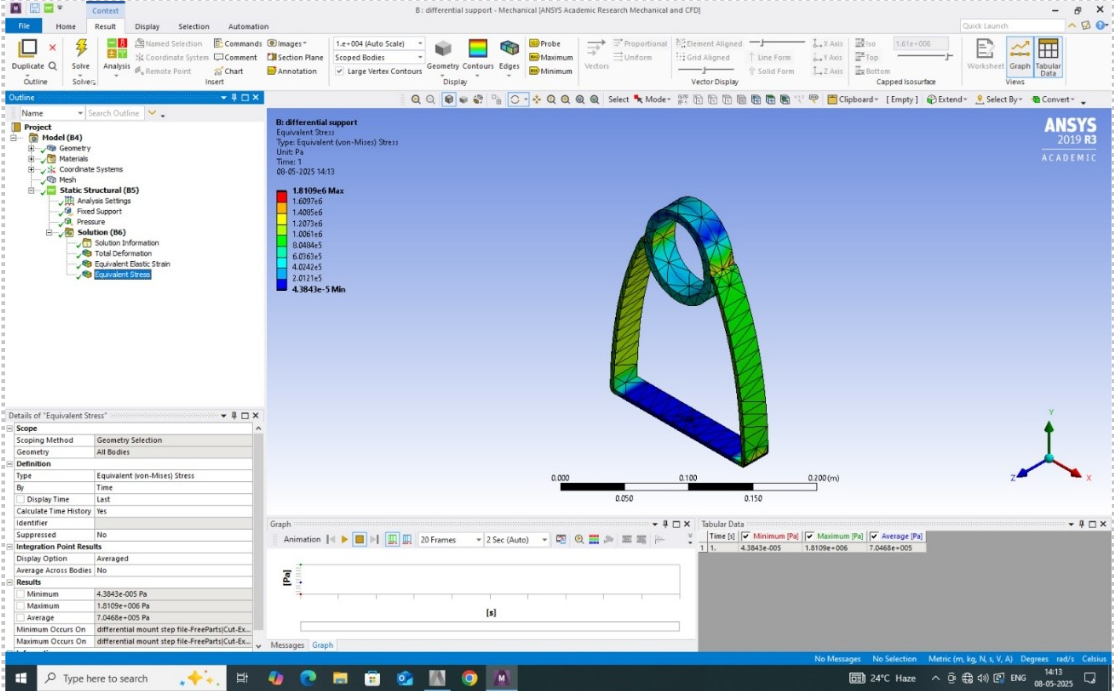 Context
B : differential support - Mechanical [ANSYS Academic Research Mechanical and CFD]
File Home Result Display Selection Automation
Quick Launch
Duplicate Q
Outline
Solve
Solver
Analysis
Named Selection
Coordinate System
Remote Point
Commands
Comment
Chart
Images
Section Plane
Annotation
Insert
1.e+004 (Auto Scale)
Scoped Bodies
Large Vertex Contours
Geometry Contours Edges
Display
Probe
Maximum
Minimum
Vectors
Proportional
Uniform
Element Aligned
Grid Aligned
Line Form
Solid Form
Vector Display
X Axis
Y Axis
Z Axis
Iso
Top
Bottom
1.61e+006
Capped Isosurface
Worksheet Graph Tabular Data
Views
Outline
Name Search Outline
Select Mode
Clipboard [ Empty ] Extend Select By Convert
Project
Model (B4)
Geometry
Materials
Coordinate Systems
Mesh
Static Structural (B5)
Analysis Settings
Fixed Support
Pressure
Solution (B6)
Solution Information
Total Deformation
Equivalent Elastic Strain
Equivalent Stress
B: differential support
Equivalent Stress
Type: Equivalent (von-Mises) Stress
Unit: Pa
Time: 1
08-05-2025 14:13
1.8109e6 Max
1.6097e6
1.4085e6
1.2073e6
1.0061e6
8.0484e5
6.0363e5
4.0242e5
2.0121e5
4.3843e-5 Min
ANSYS
2019 R3
ACADEMIC
0.000 0.100 0.200 (m)
0.050 0.150
Y
Z X
Details of "Equivalent Stress"
Scope
Scoping Method Geometry Selection
Geometry All Bodies
Definition
Type Equivalent (von-Mises) Stress
By Time
Display Time Last
Calculate Time History Yes
Identifier
Suppressed No
Integration Point Results
Display Option Averaged
Average Across Bodies No
Results
Minimum 4.3843e-005 Pa
Maximum 1.8109e+006 Pa
Average 7.0468e+005 Pa
Minimum Occurs On differential mount step file-FreeParts|Cut-Ex...
Maximum Occurs On differential mount step file-FreeParts|Cut-Ex...
Graph
Animation 20 Frames 2 Sec (Auto)
[Pa]
[s]
Messages Graph
Tabular Data
Time [s] Minimum [Pa] Maximum [Pa] Average [Pa]
1 1. 4.3843e-005 1.8109e+006 7.0468e+005
No Messages No Selection Metric (m, kg, N, s, V, A) Degrees rad/s Celsius
Type here to search
24°C Haze
ENG
14:13
08-05-2025